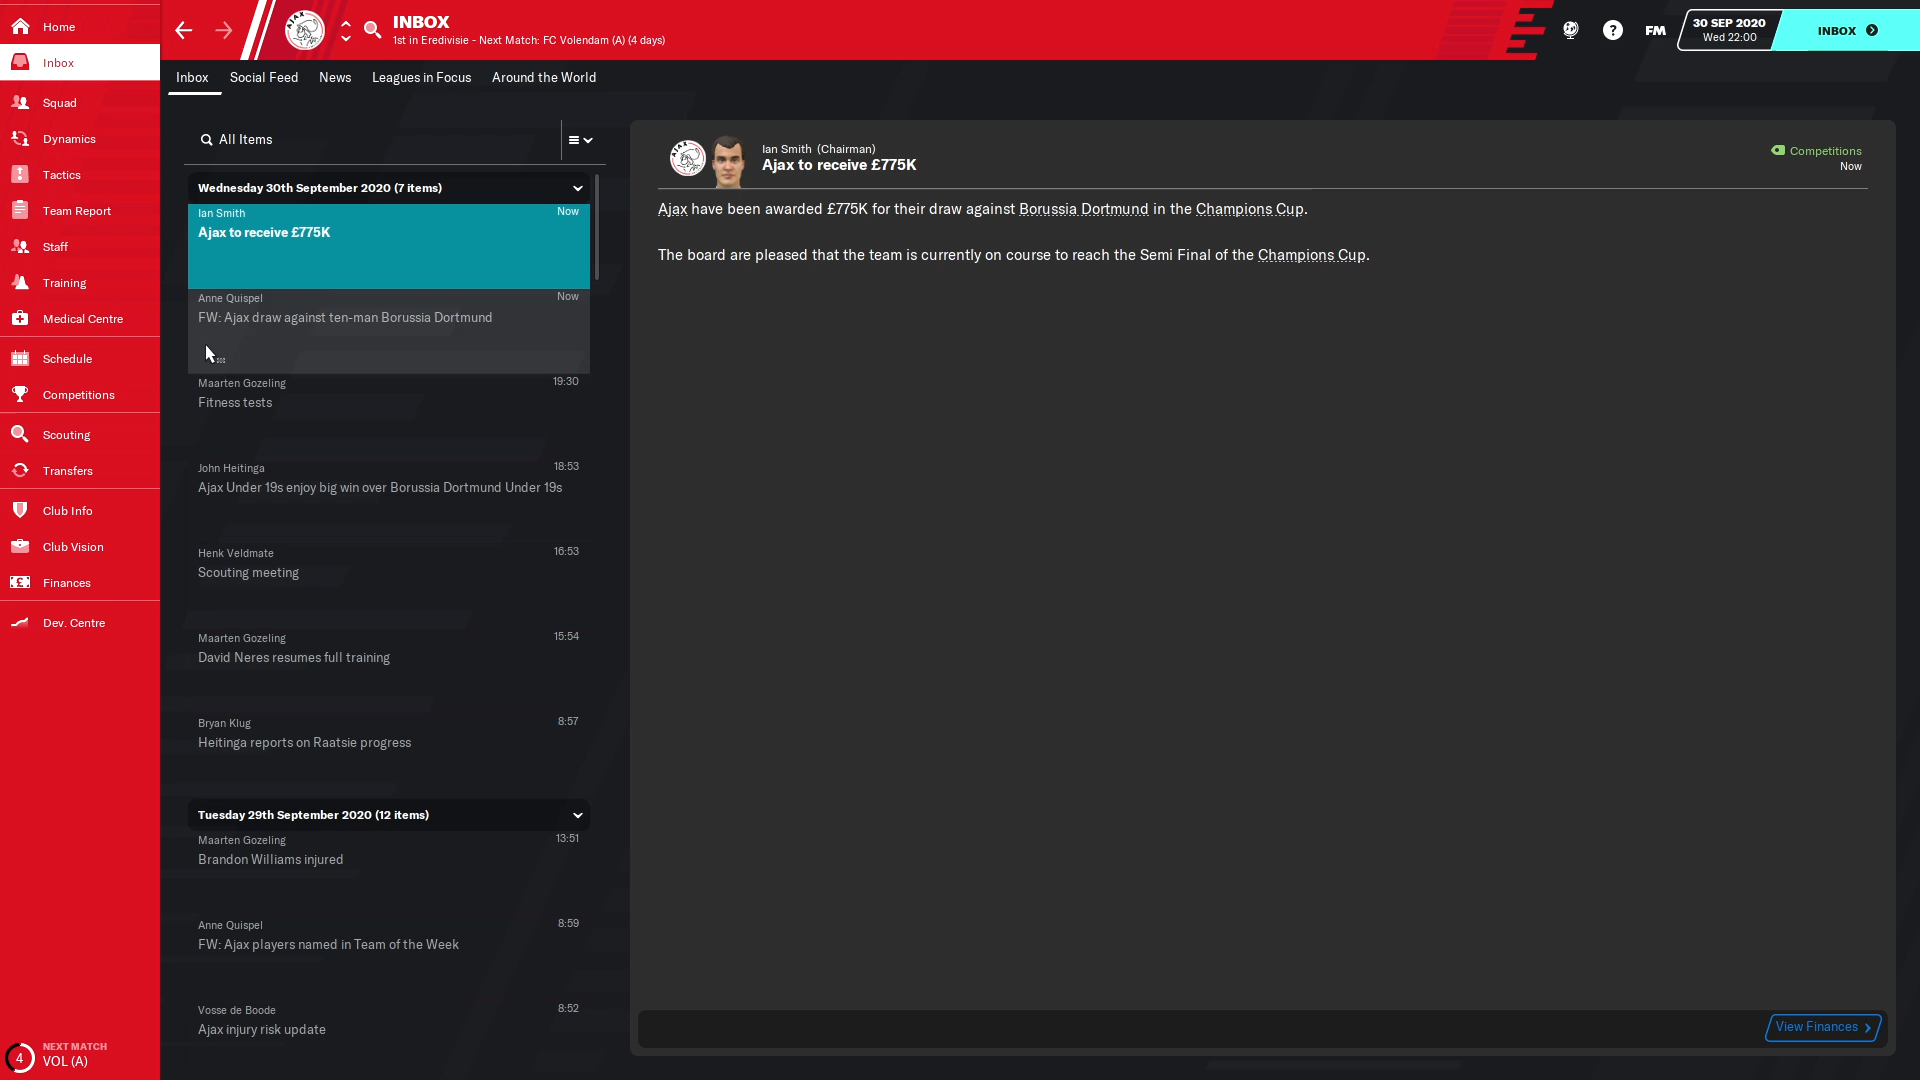 Home
Inbox
Squad
Dynamics
Tactics
Team Report
Staff
Training
Medical Centre
Schedule
Competitions
Scouting
Transfers
Club Info
Club Vision
Finances
Dev. Centre
4
NEXT MATCH
VOL (A)
AJAX
INBOX
1st in Eredivisie - Next Match: FC Volendam (A) (4 days)
?
FM
30 SEP 2020
Wed 22:00
INBOX
Inbox
Social Feed
News
Leagues in Focus
Around the World
All Items
Wednesday 30th September 2020 (7 items)
Ian Smith
Now
Ajax to receive £775K
Anne Quispel
Now
FW: Ajax draw against ten-man Borussia Dortmund
Maarten Gozeling
19:30
Fitness tests
John Heitinga
18:53
Ajax Under 19s enjoy big win over Borussia Dortmund Under 19s
Henk Veldmate
16:53
Scouting meeting
Maarten Gozeling
15:54
David Neres resumes full training
Bryan Klug
8:57
Heitinga reports on Raatsie progress
Tuesday 29th September 2020 (12 items)
Maarten Gozeling
13:51
Brandon Williams injured
Anne Quispel
8:59
FW: Ajax players named in Team of the Week
Vosse de Boode
8:52
Ajax injury risk update
AJAX
Ian Smith (Chairman)
Ajax to receive £775K
Competitions
Now
Ajax have been awarded £775K for their draw against Borussia Dortmund in the Champions Cup.
The board are pleased that the team is currently on course to reach the Semi Final of the Champions Cup.
View Finances